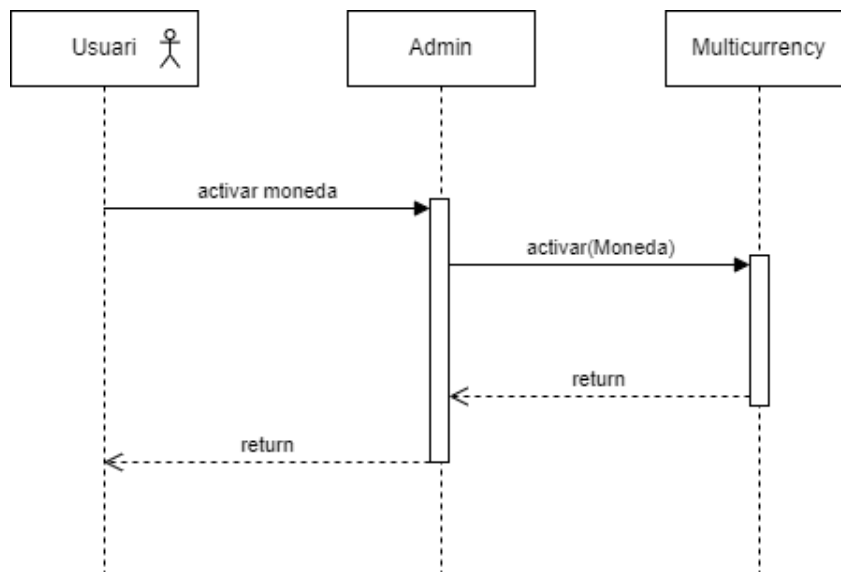 Usuari
Admin
Multicurrency
activar moneda
activar(Moneda)
return
return